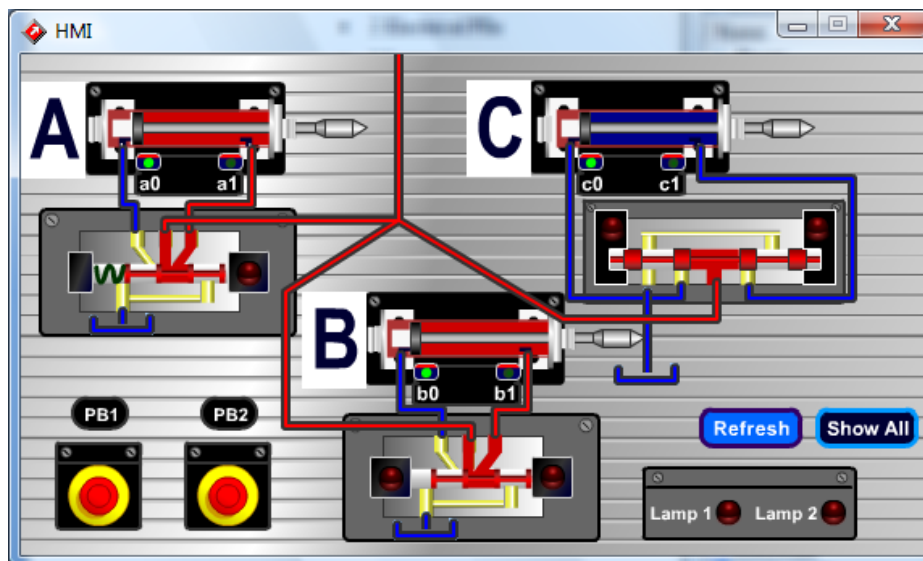 HMI
A
a0
a1
C
c0
c1
B
b0
b1
PB1
PB2
Refresh
Show All
Lamp 1
Lamp 2